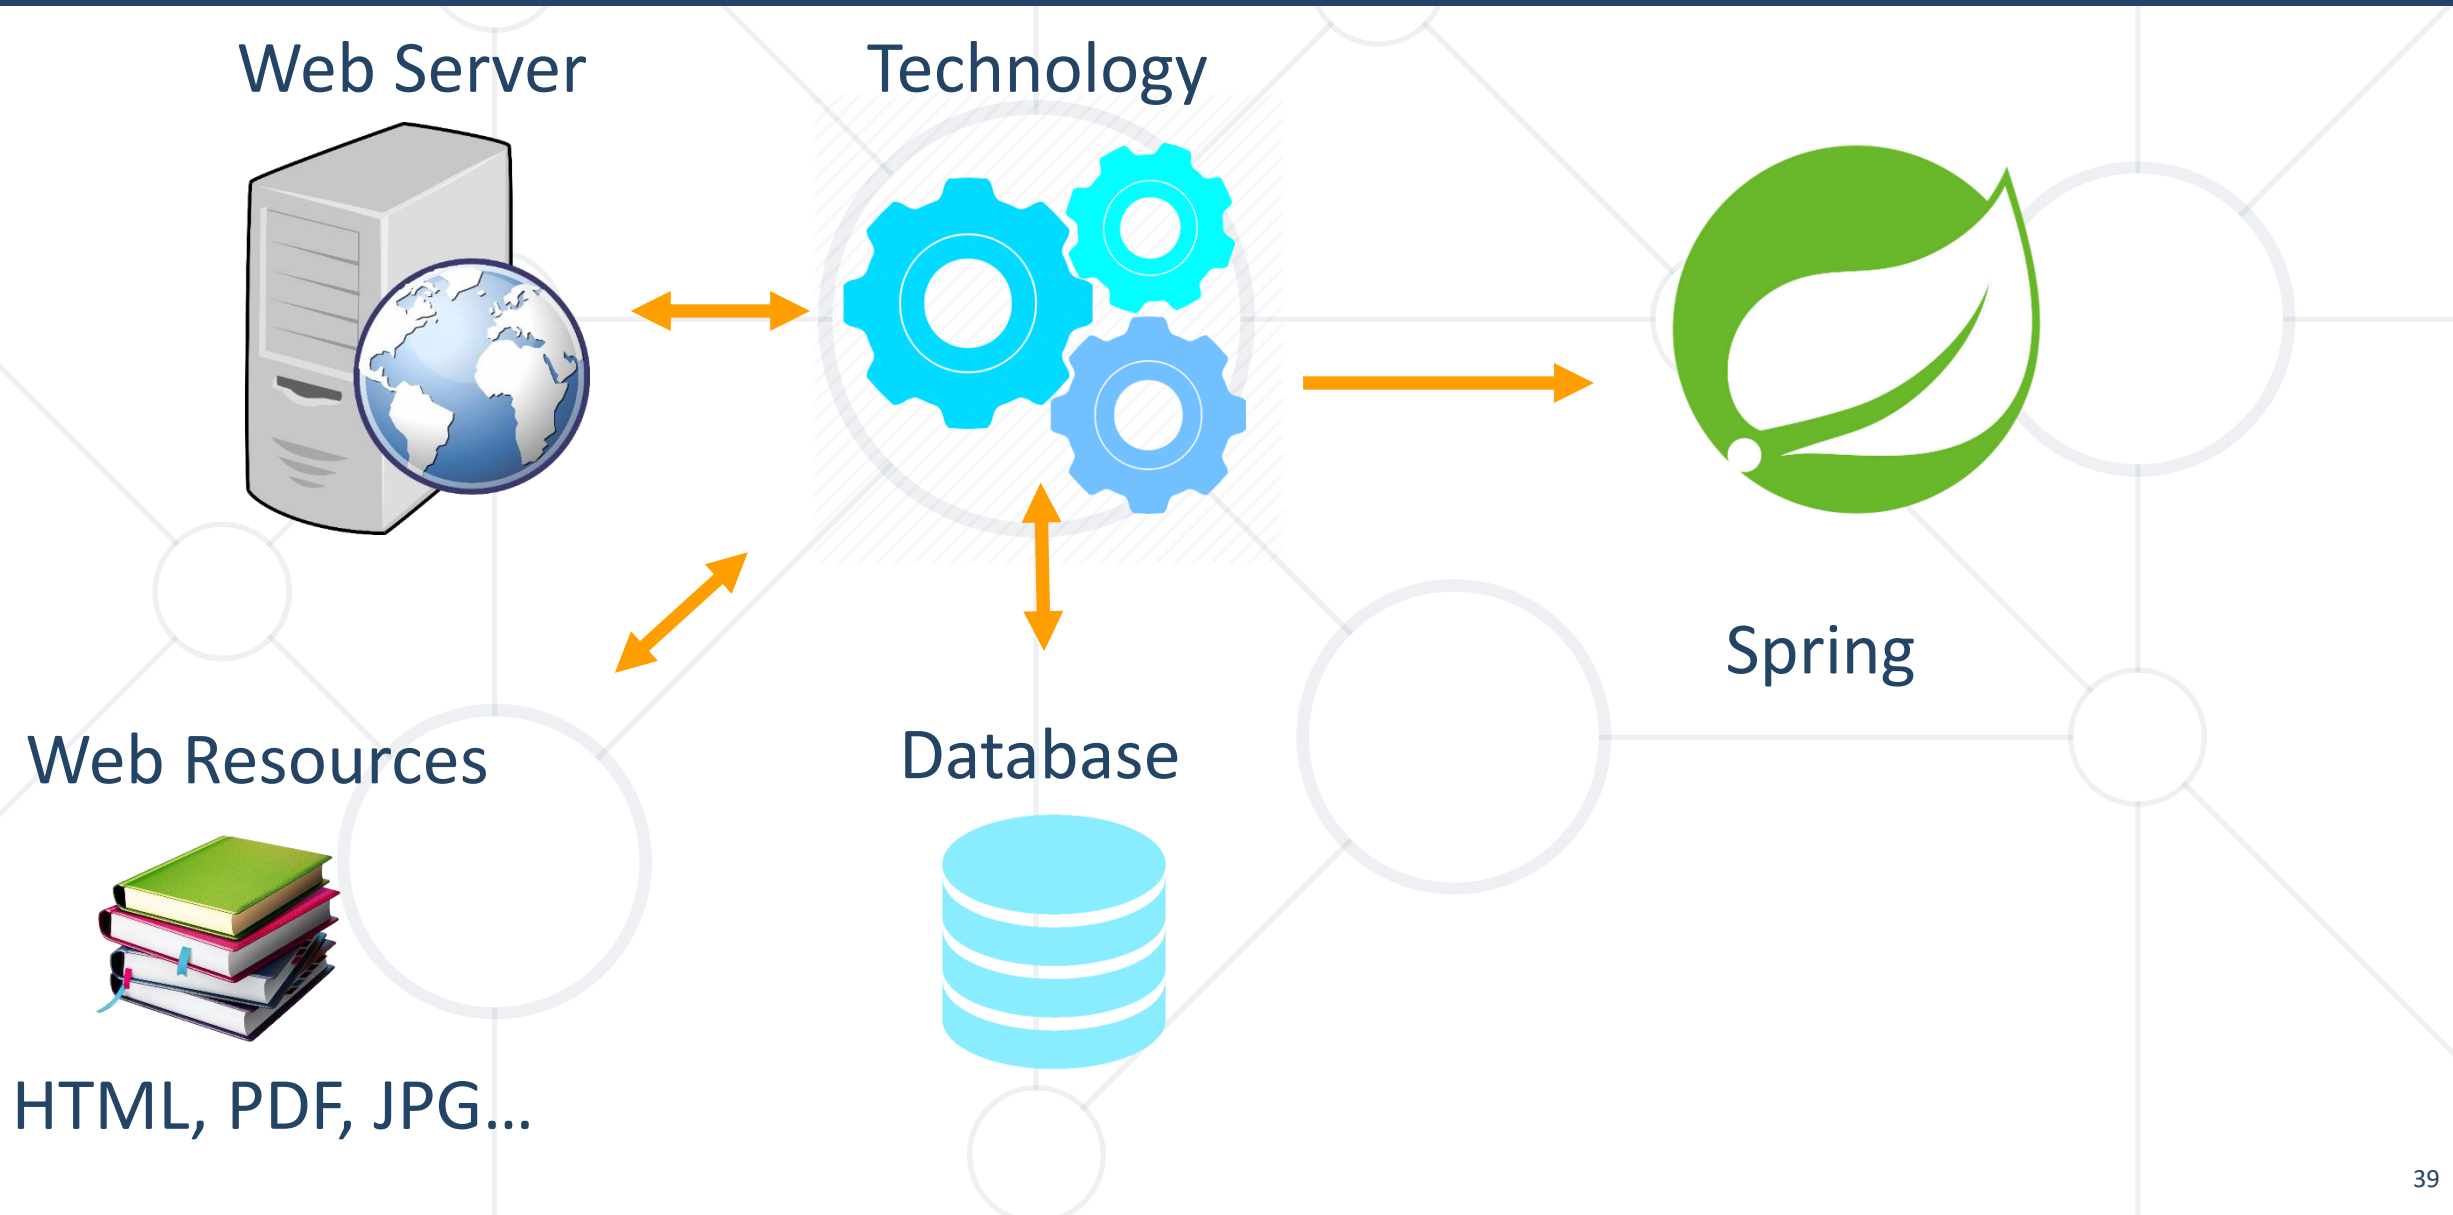 Web Server
Technology
Spring
Web Resources
Database
HTML, PDF, JPG...
39